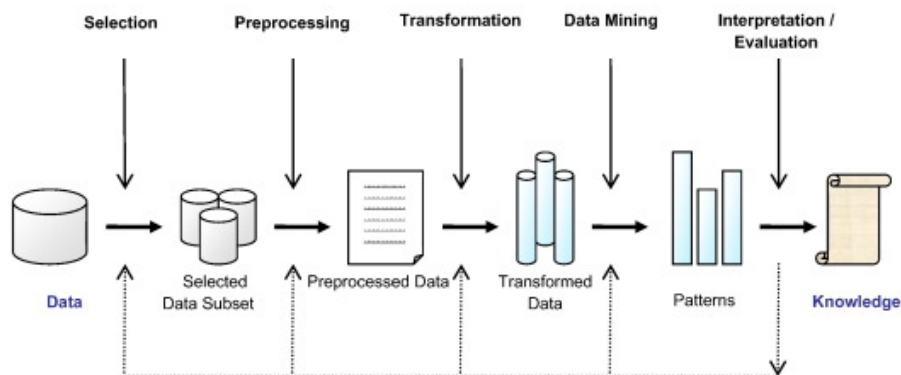 Selection
Preprocessing
Transformation
Data Mining
Interpretation /
Evaluation
Data
Selected
Data Subset
Preprocessed Data
Transformed
Data
Patterns
Knowledge